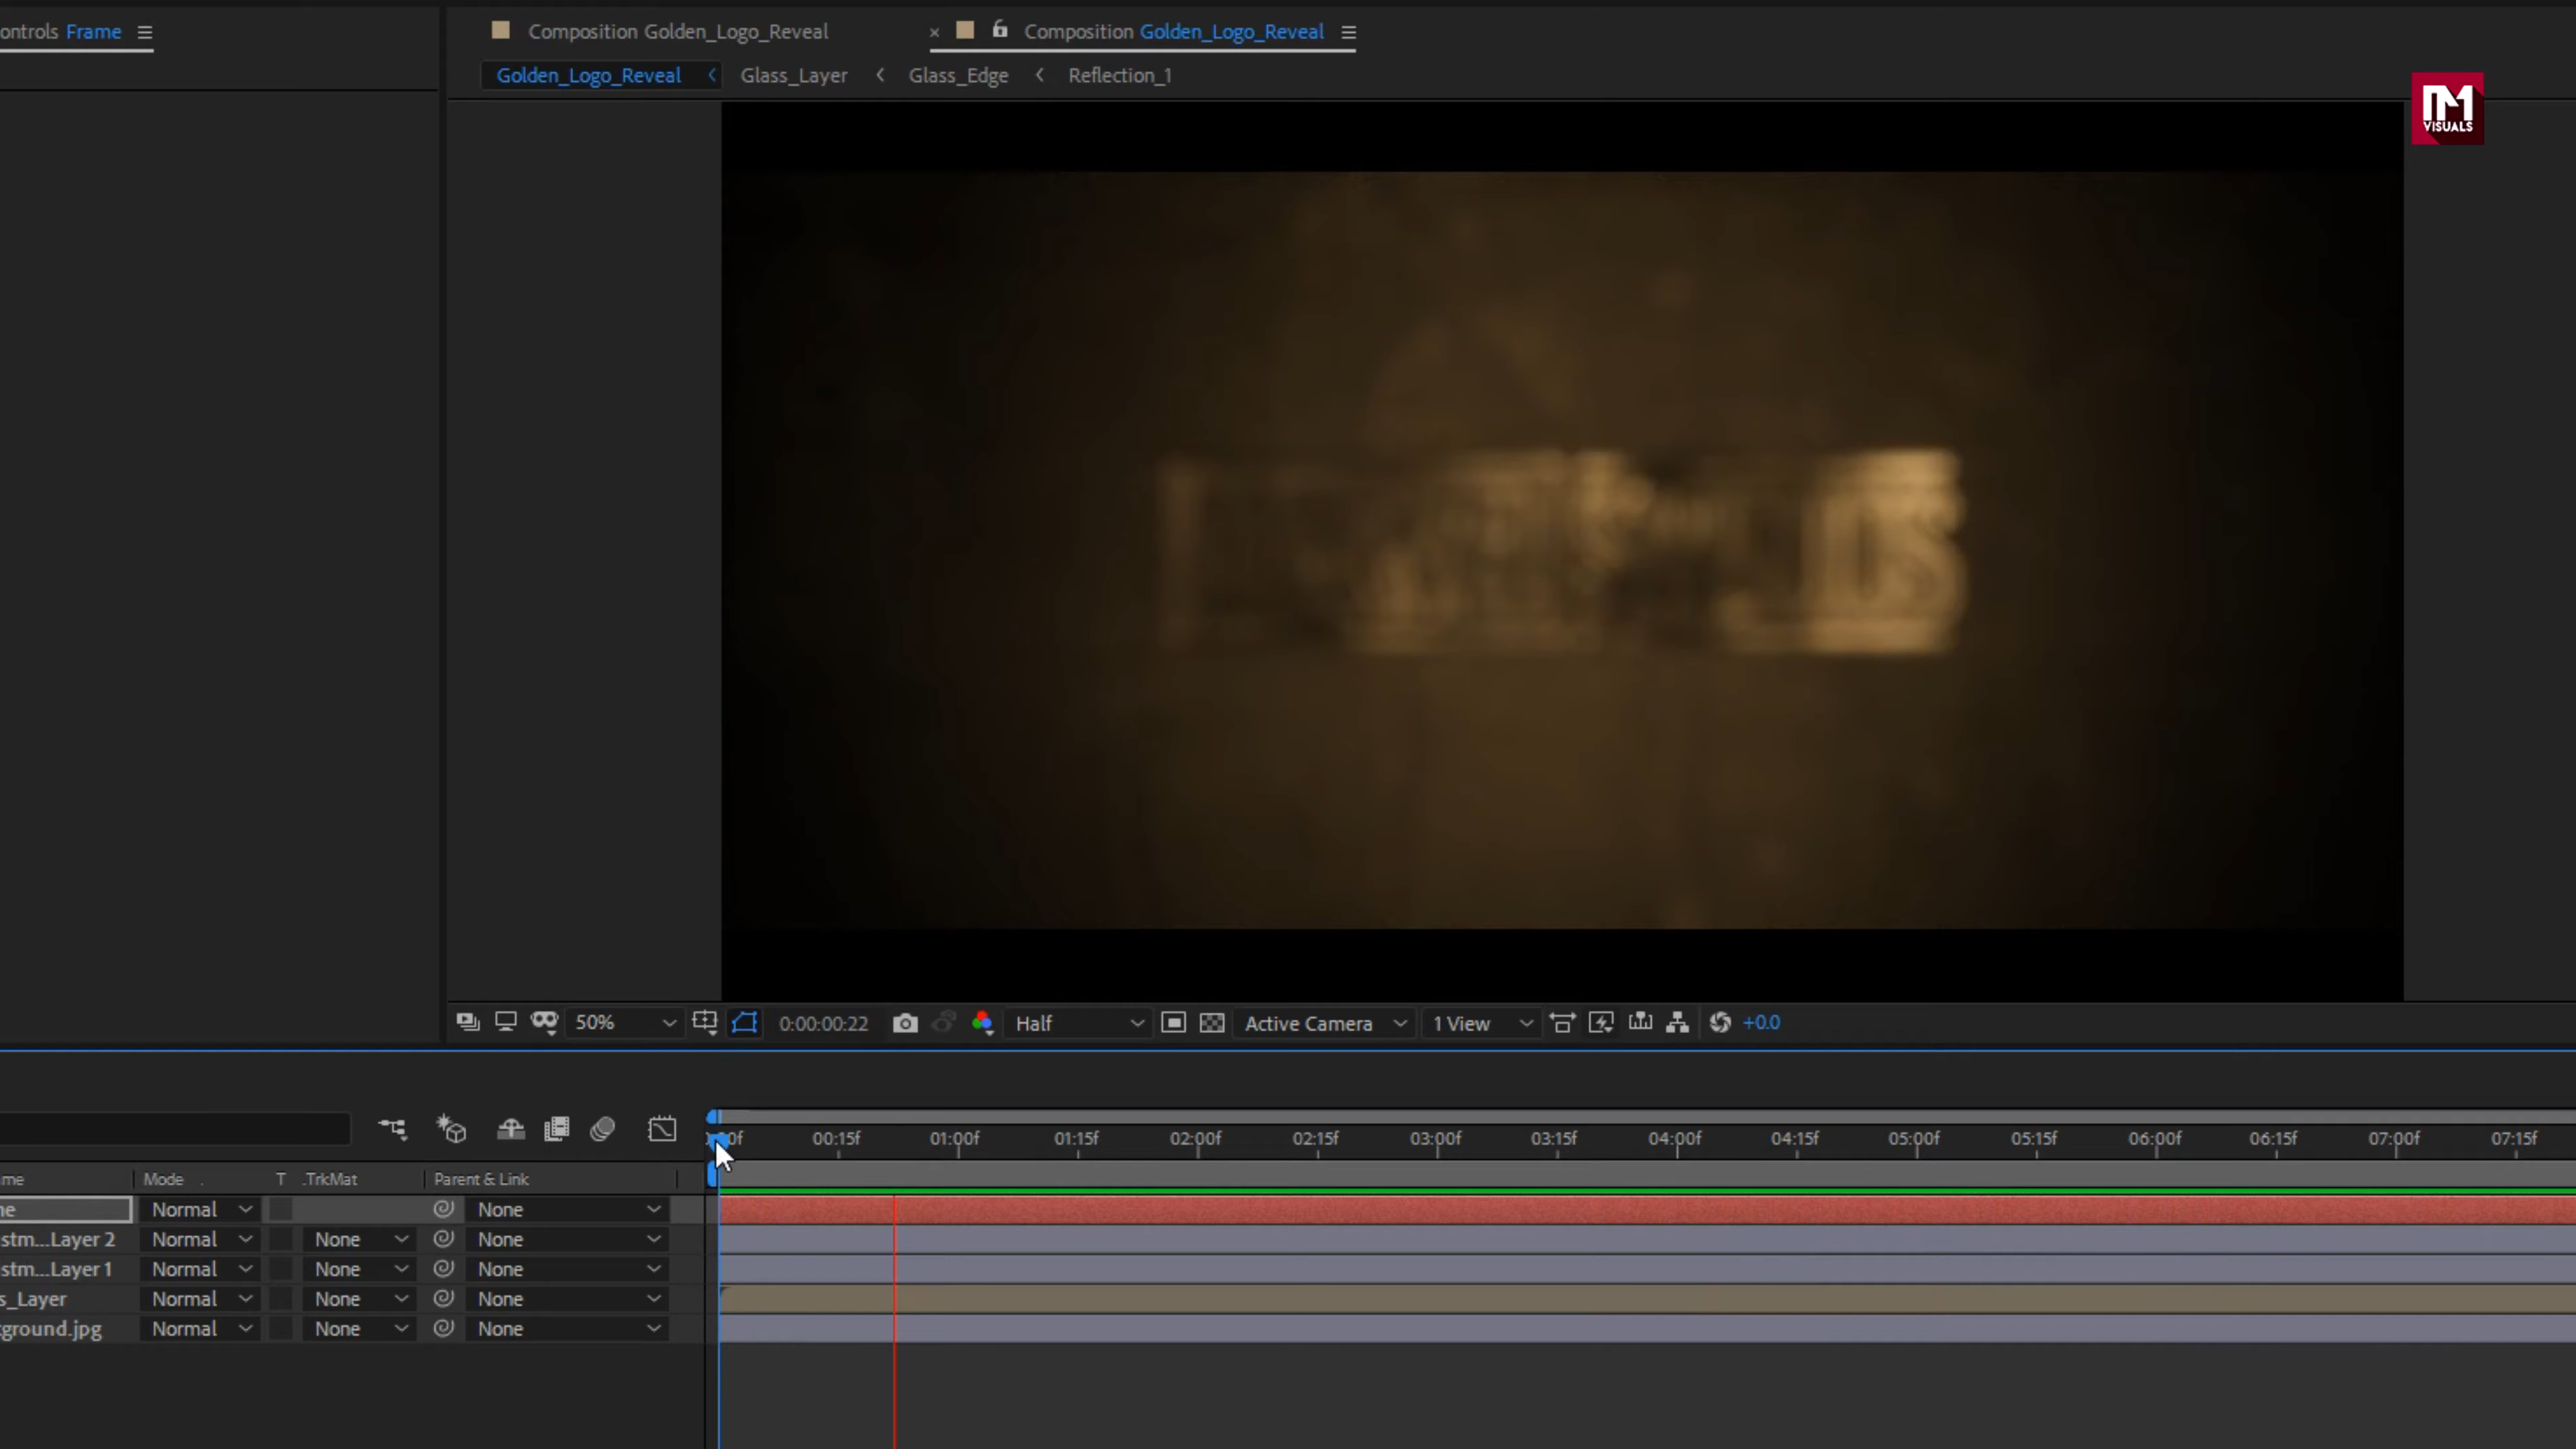 ontrols Frame
Composition Golden_Logo_Reveal
Composition Golden_Logo_Reveal
Golden_Logo_Reveal
Glass_Layer
Glass_Edge
Reflection_1
VISUALS
50%
0:00:00:22
Half
Active Camera
1 View
+0.0
00:15f 01:00f 01:15f 02:00f 02:15f 03:00f 03:15f 04:00f 04:15f 05:00f 05:15f 06:00f 06:15f 07:00f 07:15f
me Mode T .TrkMat Parent & Link
ne Normal None
stm...Layer 2 Normal None None
stm...Layer 1 Normal None None
s_Layer Normal None None
ground.jpg Normal None None